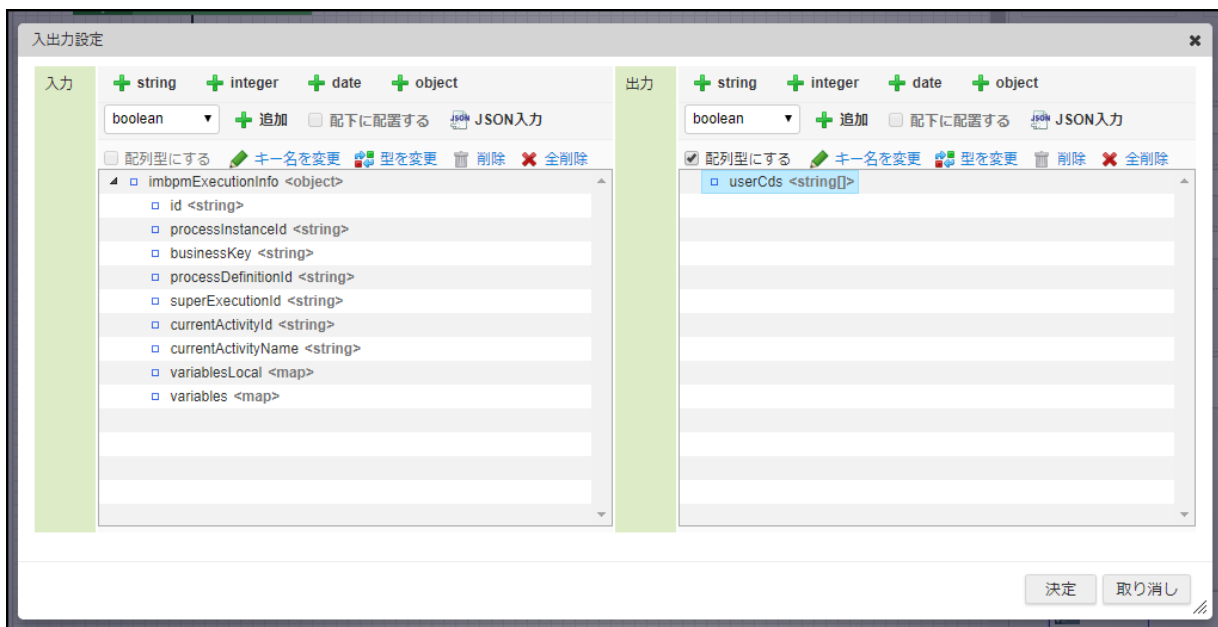 入出力設定
入力
string integer date object
boolean 追加 配下に配置する JSON入力
配列型にする キー名を変更 型を変更 削除 全削除
imbpmExecutionInfo <object>
id <string>
processInstanceId <string>
businessKey <string>
processDefinitionId <string>
superExecutionId <string>
currentActivityId <string>
currentActivityName <string>
variablesLocal <map>
variables <map>
出力
string integer date object
boolean 追加 配下に配置する JSON入力
配列型にする キー名を変更 型を変更 削除 全削除
userCds <string[]>
決定 取り消し